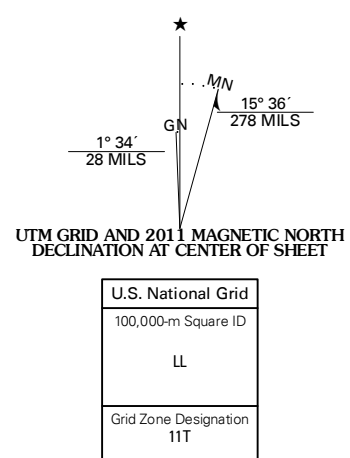 ★
MN
GN
15° 36´
278 MILS
1° 34´
28 MILS
UTM GRID AND 2011 MAGNETIC NORTH
DECLINATION AT CENTER OF SHEET
U.S. National Grid
100,000-m Square ID
LL
Grid Zone Designation
11T